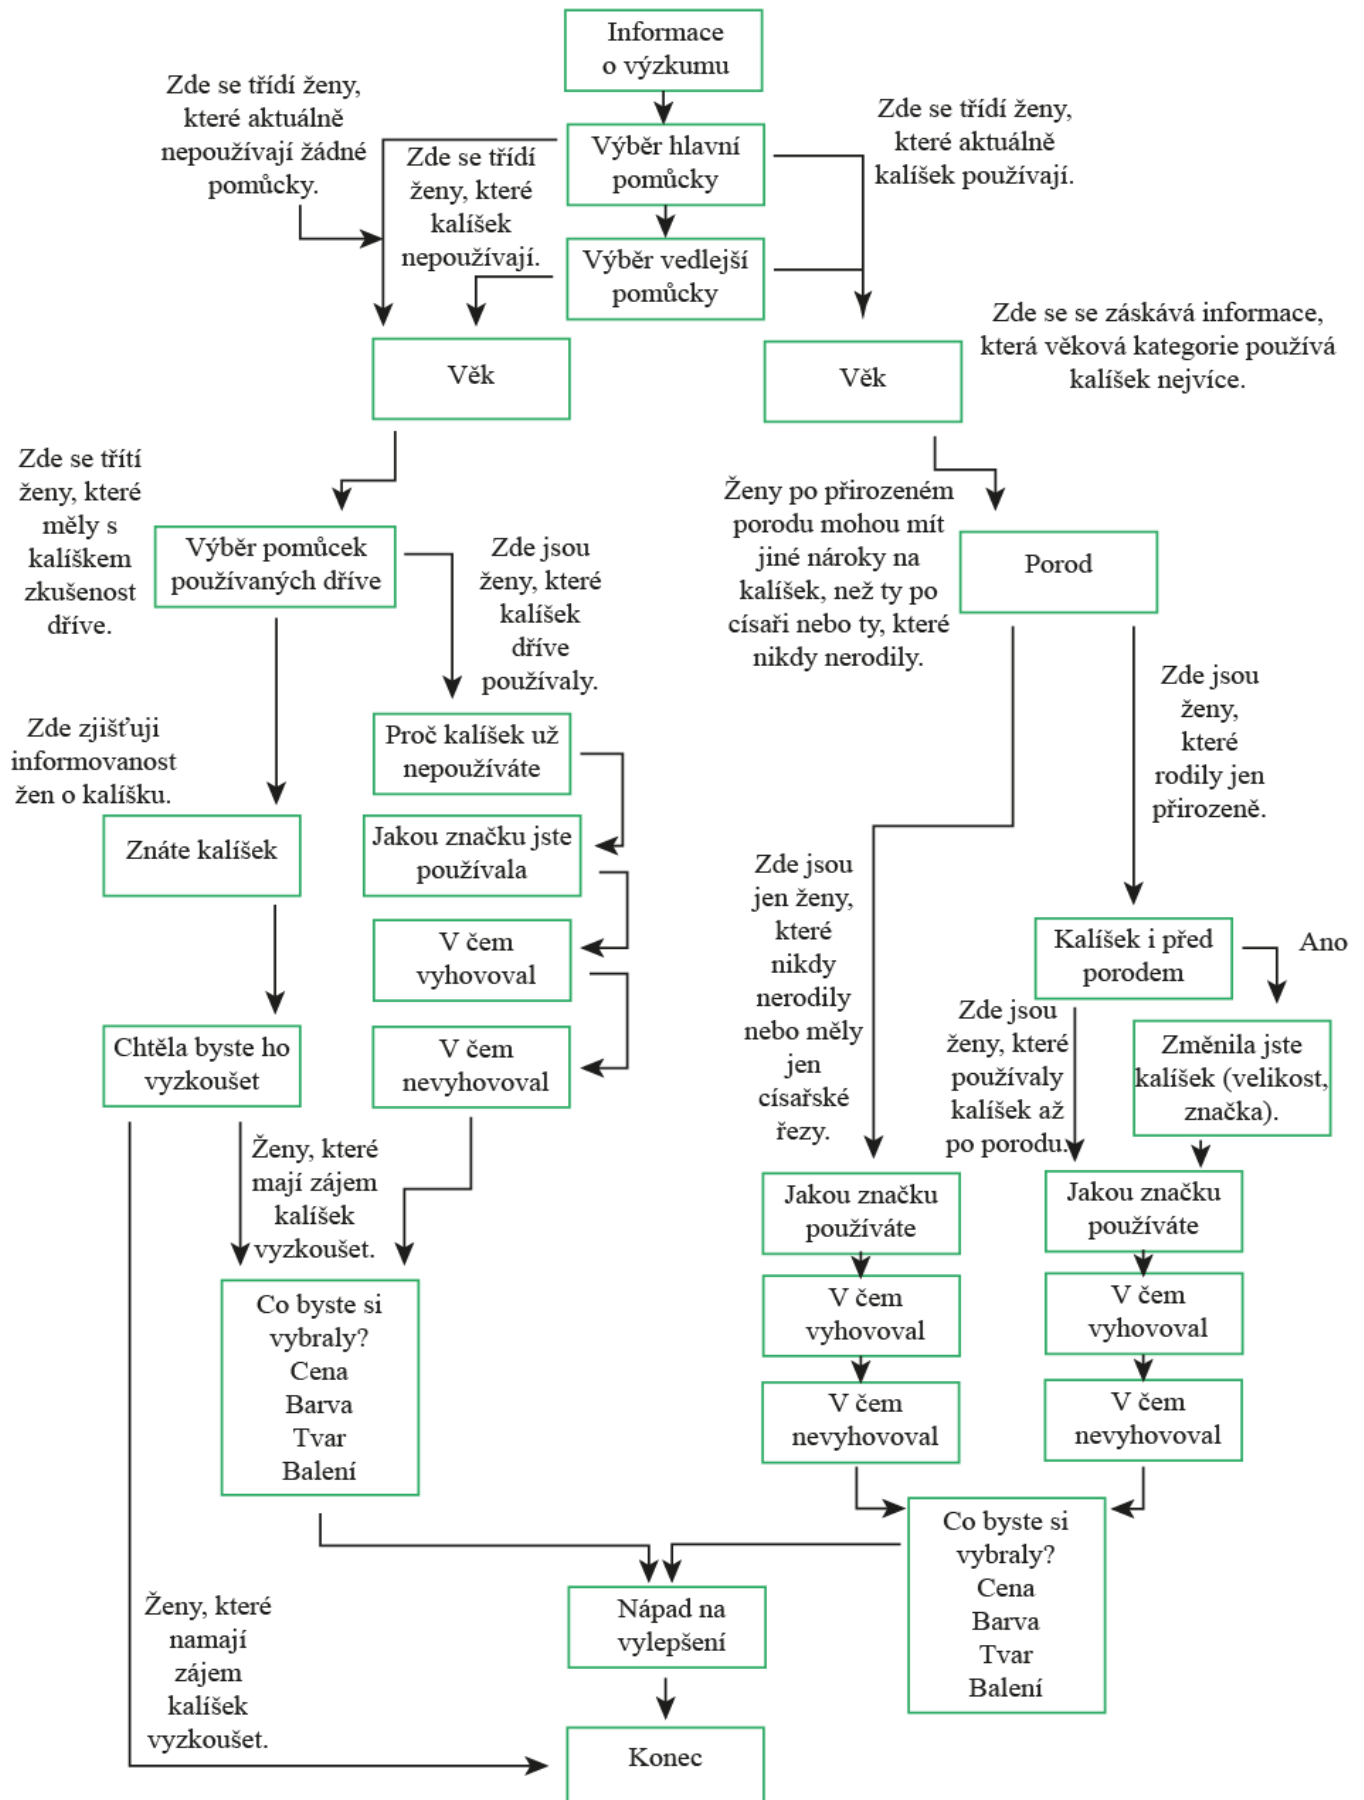 Informace
o výzkumu
Zde se třídí ženy,
které aktuálně
nepoužívají žádné
pomůcky.
Zde se třídí ženy,
které aktuálně
kalíšek používají.
Výběr hlavní
pomůcky
Zde se třídí
ženy, které
kalíšek
nepoužívají.
Výběr vedlejší
pomůcky
Zde se se záskává informace,
která věková kategorie používá
kalíšek nejvíce.
Věk
Věk
Zde se třítí
ženy, které
měly s
kalíškem
zkušenost
dříve.
Ženy po přirozeném
porodu mohou mít
jiné nároky na
kalíšek, než ty po
císaři nebo ty, které
nikdy nerodily.
Výběr pomůcek
používaných dříve
Zde jsou
ženy, které
kalíšek
dříve
používaly.
Porod
Zde jsou
ženy,
které
rodily jen
přirozeně.
Zde zjišťuji
informovanost
žen o kalíšku.
Proč kalíšek už
nepoužíváte
Znáte kalíšek
Jakou značku jste
používala
Zde jsou
jen ženy,
které
nikdy
nerodily
nebo měly
jen
císařské
řezy.
V čem
vyhovoval
Kalíšek i před
porodem
Ano
Zde jsou
ženy, které
používaly
kalíšek až
po porodu.
Chtěla byste ho
vyzkoušet
V čem
nevyhovoval
Změnila jste
kalíšek (velikost,
značka).
Ženy, které
mají zájem
kalíšek
vyzkoušet.
Jakou značku
používáte
Jakou značku
používáte
Co byste si
vybraly?
Cena
Barva
Tvar
Balení
V čem
vyhovoval
V čem
vyhovoval
V čem
nevyhovoval
V čem
nevyhovoval
Co byste si
vybraly?
Cena
Barva
Tvar
Balení
Ženy, které
namají
zájem
kalíšek
vyzkoušet.
Nápad na
vylepšení
Konec